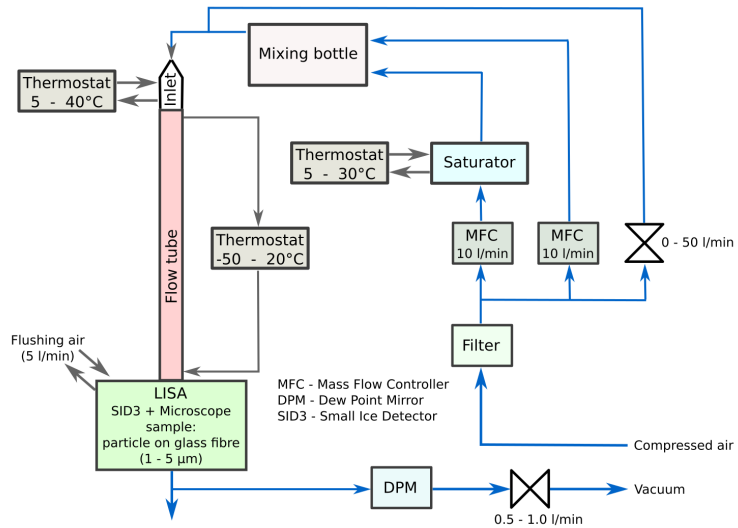 Mixing bottle
Thermostat
5 - 40°C
Inlet
Thermostat
5 - 30°C
Saturator
MFC
10 l/min
MFC
10 l/min
0 - 50 l/min
Thermostat
-50 - 20°C
Flow tube
Filter
Flushing air
(5 l/min)
LISA
SID3 + Microscope
sample:
particle on glass fibre
(1 - 5 µm)
MFC - Mass Flow Controller
DPM - Dew Point Mirror
SID3 - Small Ice Detector
Compressed air
DPM
Vacuum
0.5 - 1.0 l/min